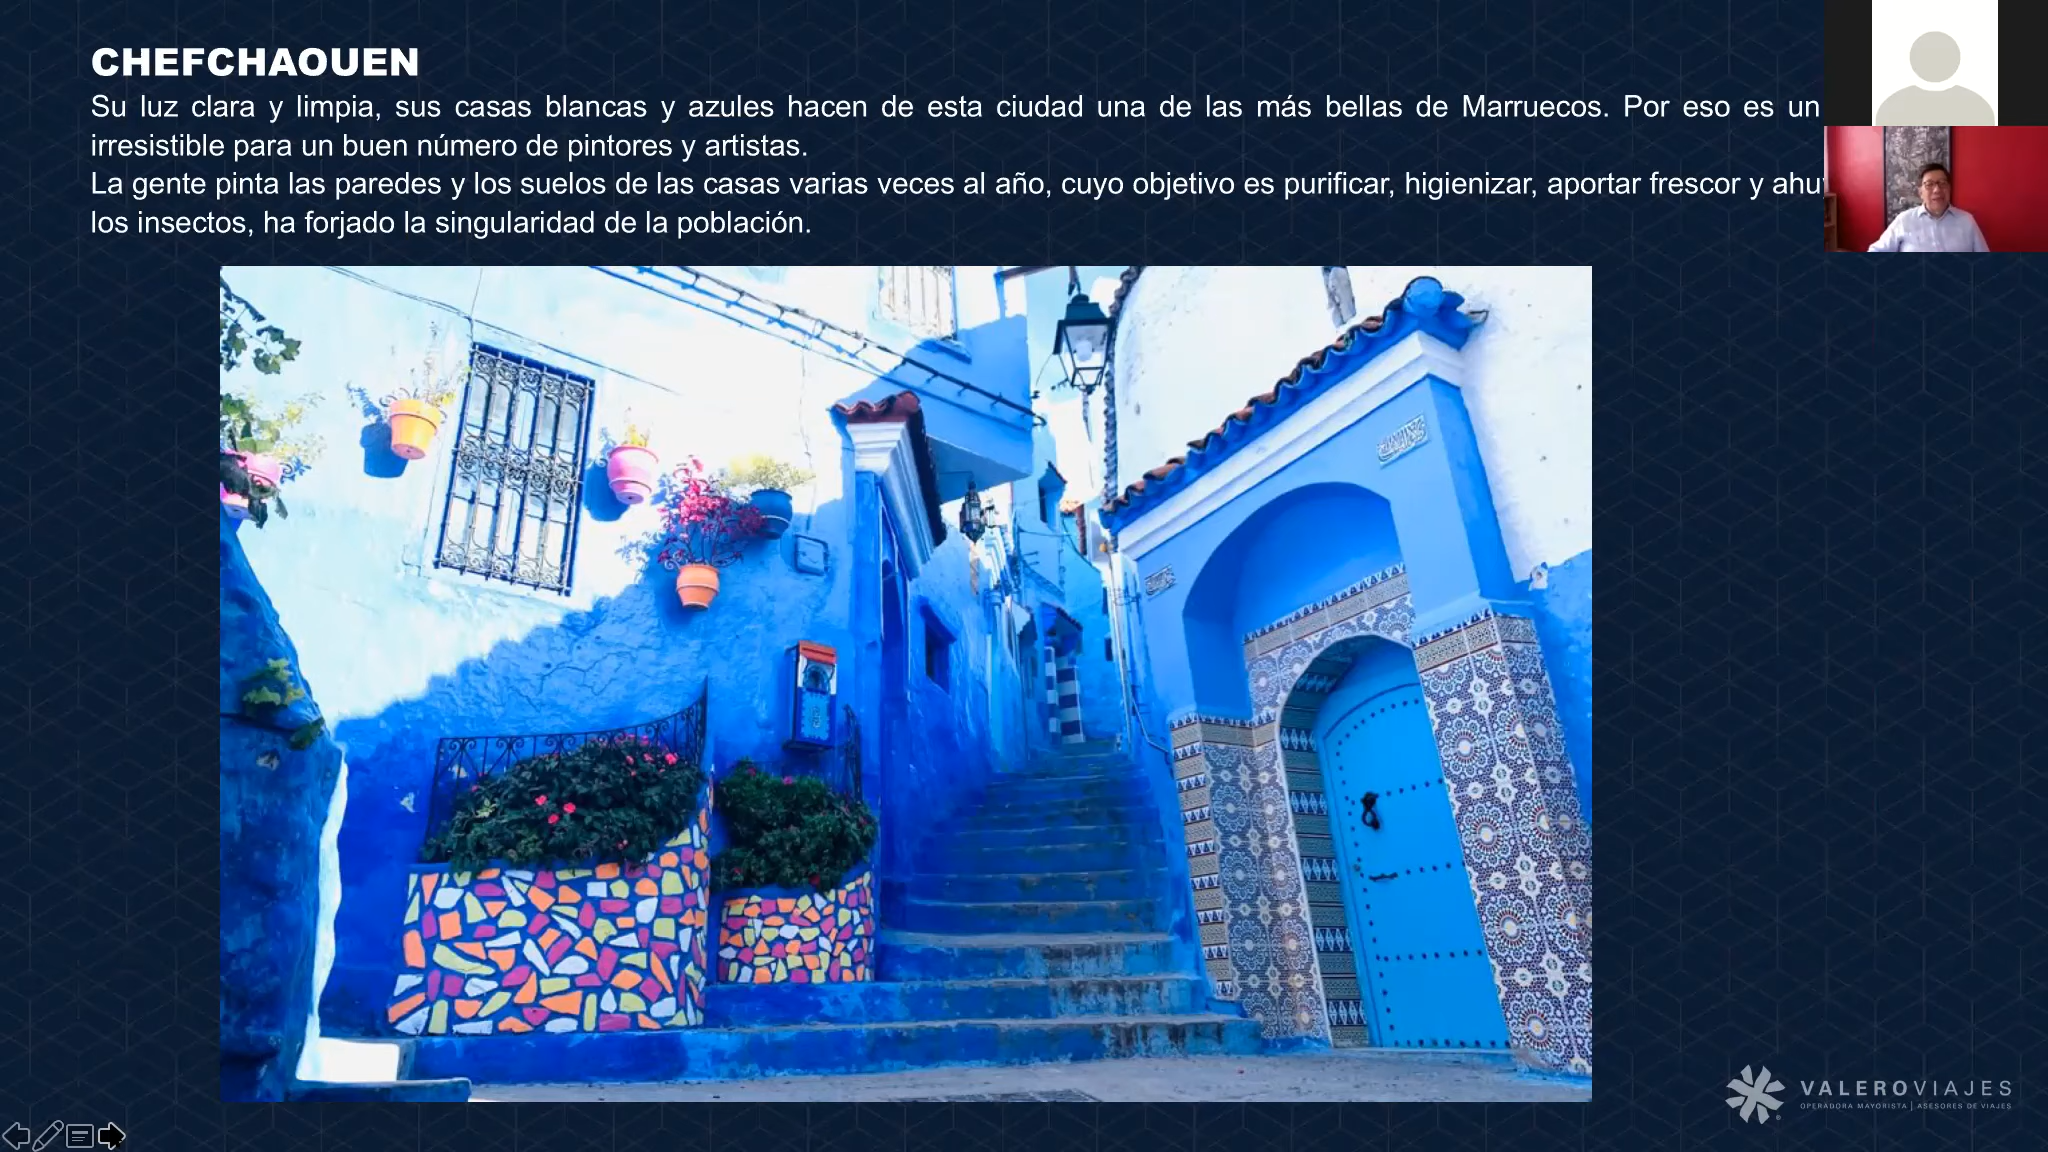 CHEFCHAOUEN
Su luz clara y limpia, sus casas blancas y azules hacen de esta ciudad una de las más bellas de Marruecos. Por eso es un
irresistible para un buen número de pintores y artistas.
La gente pinta las paredes y los suelos de las casas varias veces al año, cuyo objetivo es purificar, higienizar, aportar frescor y
los insectos, ha forjado la singularidad de la población.
VALEROVIAJES
OPERADORA MAYORISTA | ASESORES DE VIAJES